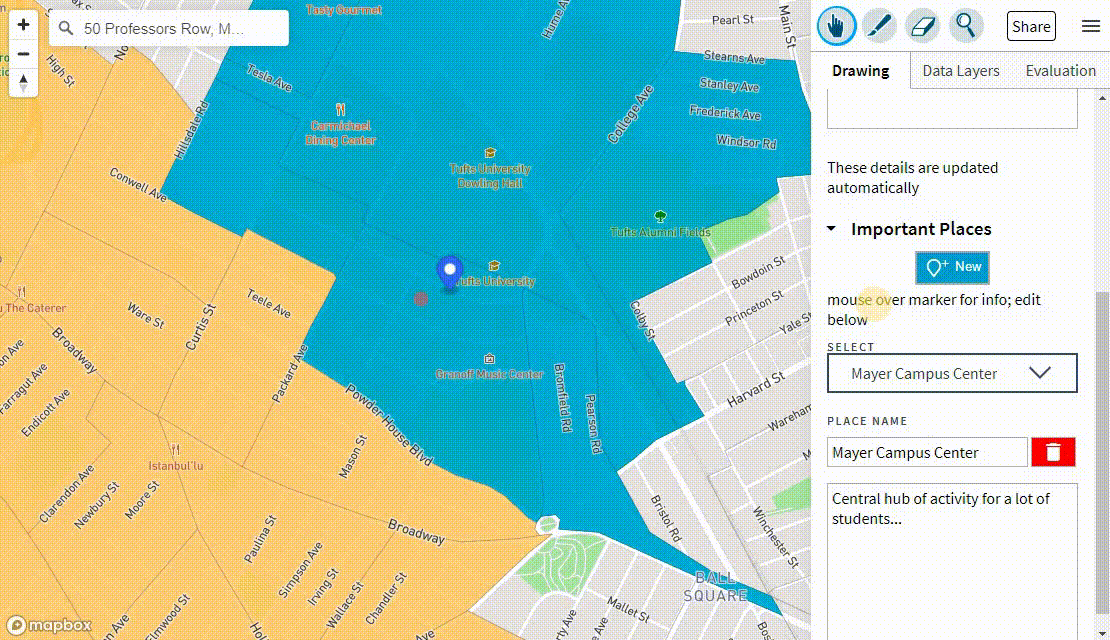 50 Professors Row, M...
Share
Drawing
Data Layers
Evaluation
These details are updated
automatically
Important Places
New
mouse over marker for info; edit
below
SELECT
Mayer Campus Center
PLACE NAME
Mayer Campus Center
Central hub of activity for a lot of
students...
Tasty Gourmet
Pearl St
Main St
High St
Tesla Ave
Stearns Ave
Stanley Ave
Frederick Ave
Windsor Rd
College Ave
Hillsdale Rd
Carmichael
Dining Center
Tufts University
Dowling Hall
Conwell Ave
Tufts Alumni Fields
Tufts University
Bowdoin St
Princeton St
Yale St
u The Caterer
Ware St
Teele Ave
Curtis St
Colby St
Broadway
Packard Ave
Granoff Music Center
Bromfield Rd
Pearson Rd
Harvard St
Wareham
Farragut Ave
Endicott Ave
Powder House Blvd
Mason St
Istanbul'lu
Clarendon Ave
Newbury St
Moore St
Broadway
Bristol Rd
Winchester St
Paulina St
Simpson Ave
Irving St
Wallace St
Chandler St
BALL
SQUARE
Mallet St
Elmwood St
mapbox